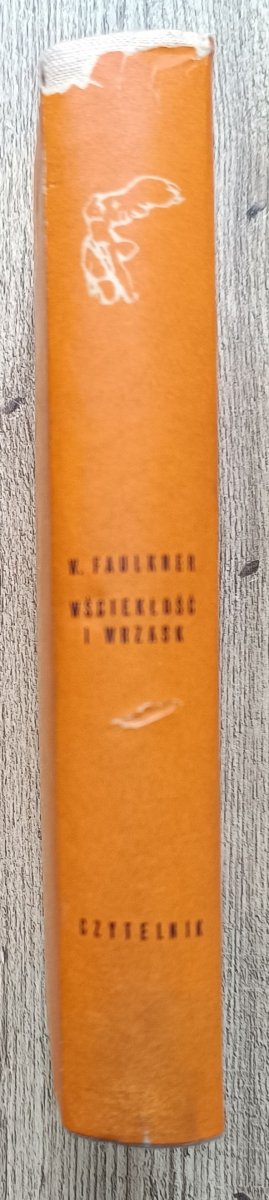 W. FAULKNER
WŚCIEKŁOŚĆ
I WRZASK
CZYTELNIK